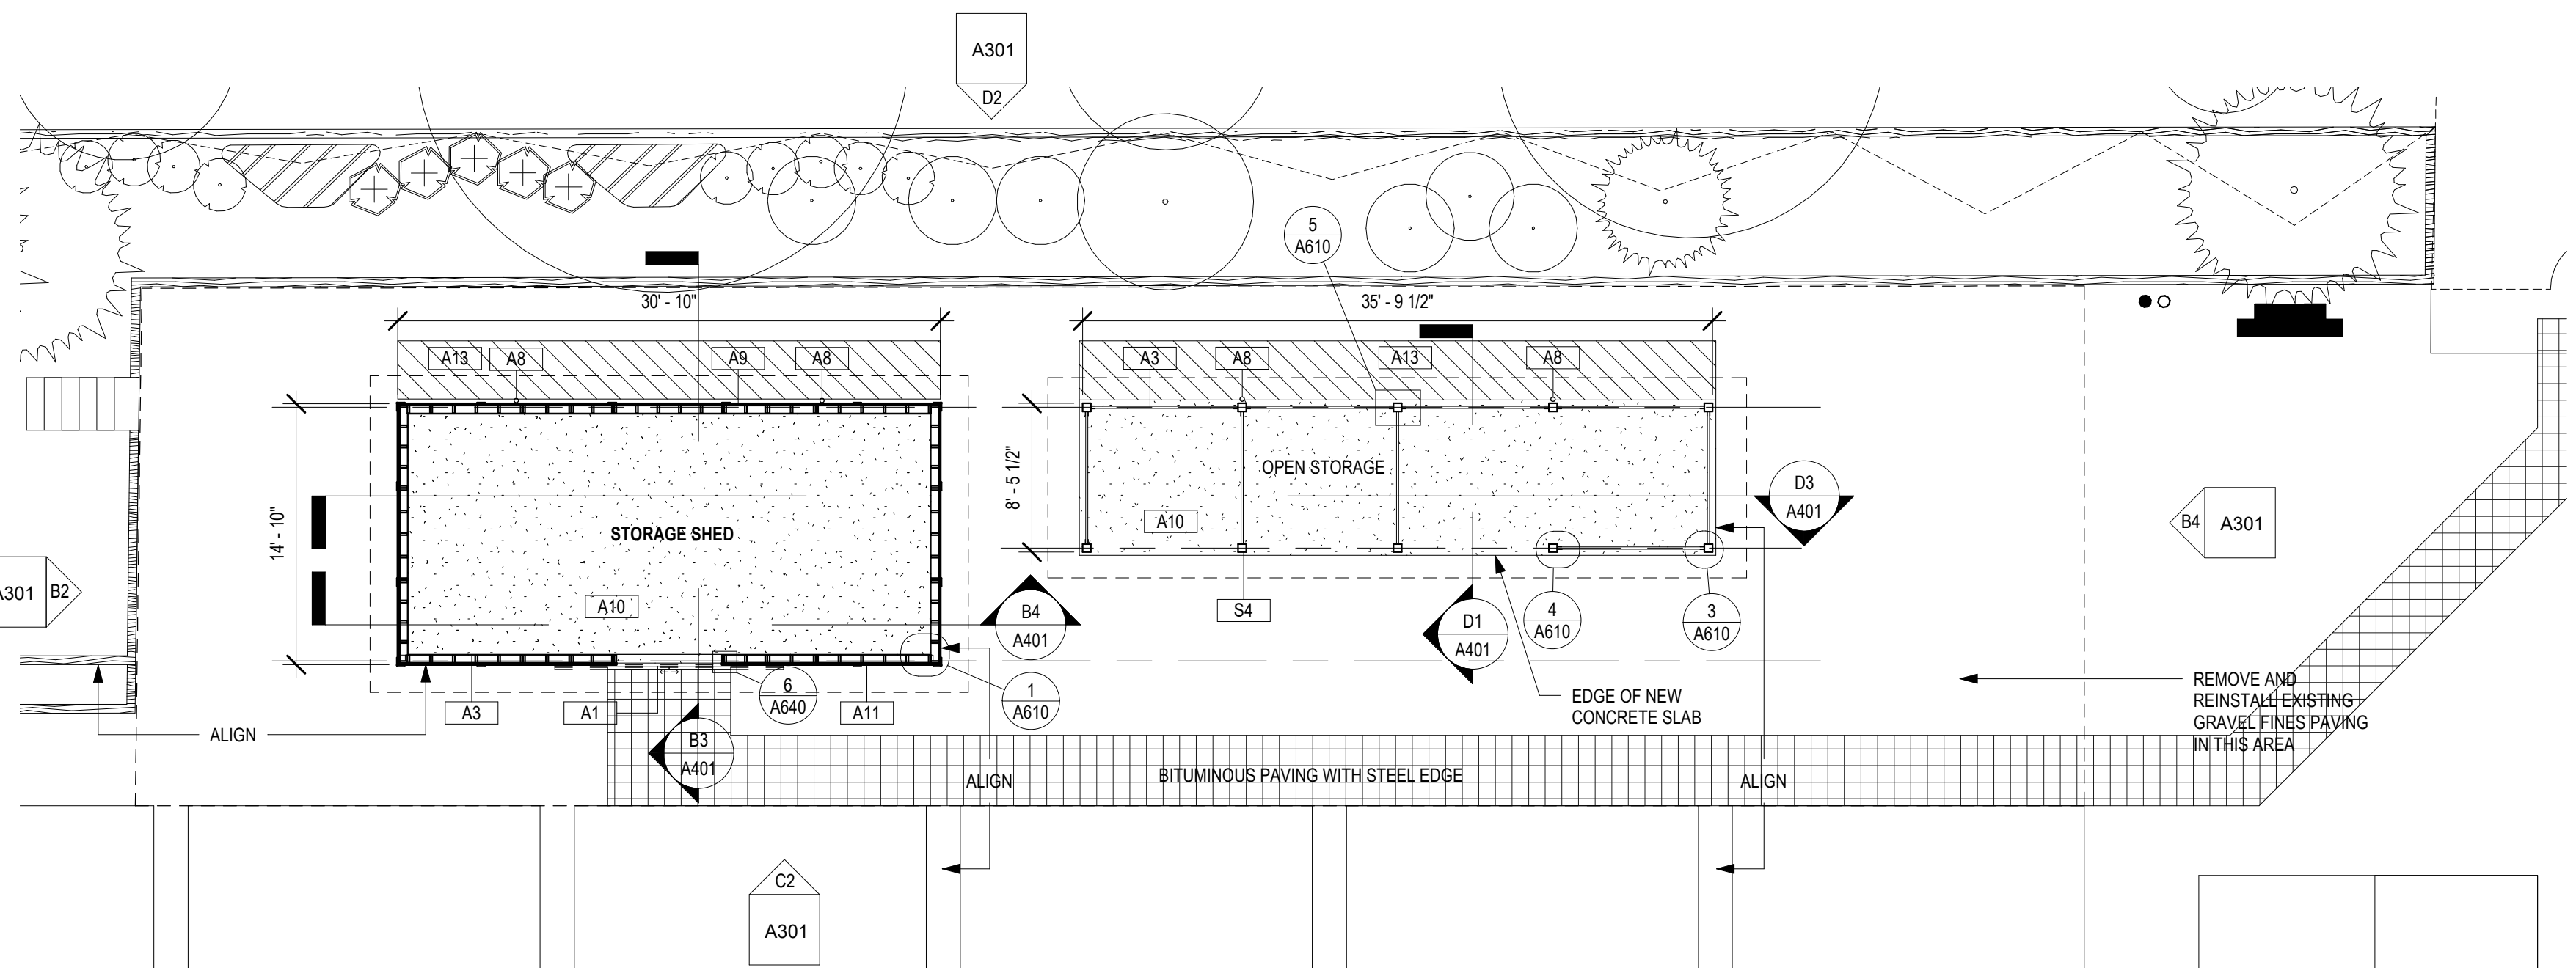 A301
D2
5
A610
30' - 10"
35' - 9 1/2"
A13
A8
A9
A8
A3
A8
A13
A8
14' - 10"
8' - 5 1/2"
OPEN STORAGE
D3
A401
B4
A301
STORAGE SHED
A10
A10
A301
B2
B4
A401
S4
D1
A401
4
A610
3
A610
6
A640
1
A610
A3
A1
A11
ALIGN
B3
A401
EDGE OF NEW
CONCRETE SLAB
REMOVE AND
REINSTALL EXISTING
GRAVEL FINES PAVING
IN THIS AREA
ALIGN
BITUMINOUS PAVING WITH STEEL EDGE
ALIGN
C2
A301